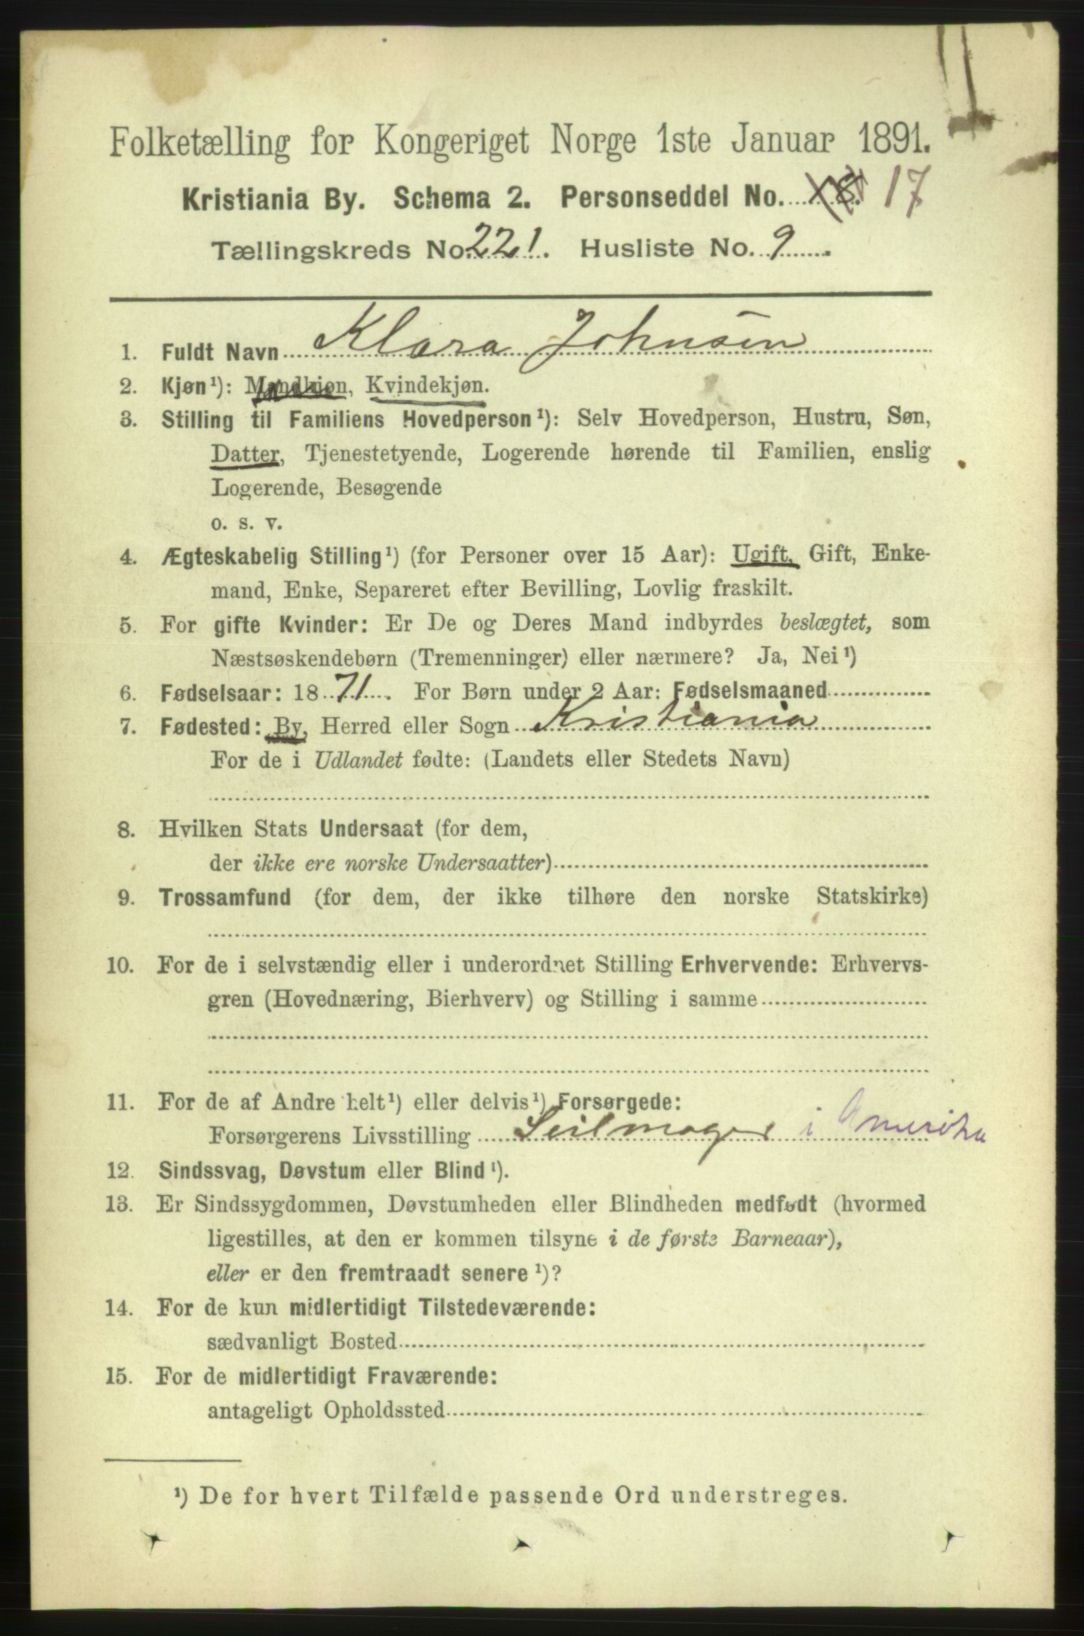 Folketælling for Kongeriget Norge 1ste Januar 1891.
Kristiania By. Schema 2. Personseddel No. 17
Tællingskreds No. 221. Husliste No. 9
1. Fuldt Navn Klara Johnsen
2. Kjøn¹): Mandkjøn, Kvindekjøn.
3. Stilling til Familiens Hovedperson¹): Selv Hovedperson, Hustru, Søn,
Datter, Tjenestetyende, Logerende hørende til Familien, enslig
Logerende, Besøgende
o. s. v.
4. Ægteskabelig Stilling¹) (for Personer over 15 Aar): Ugift, Gift, Enke-
mand, Enke, Separeret efter Bevilling, Lovlig fraskilt.
5. For gifte Kvinder: Er De og Deres Mand indbyrdes beslægtet, som
Næstsøskendebørn (Tremenninger) eller nærmere? Ja, Nei¹)
6. Fødselsaar: 1871. For Børn under 2 Aar: Fødselsmaaned
7. Fødested: By, Herred eller Sogn Kristiania
For de i Udlandet fødte: (Landets eller Stedets Navn)
8. Hvilken Stats Undersaat (for dem,
der ikke ere norske Undersaatter)
9. Trossamfund (for dem, der ikke tilhøre den norske Statskirke)
10. For de i selvstændig eller i underordnet Stilling Erhvervende: Erhvervs-
gren (Hovednæring, Bierhverv) og Stilling i samme
11. For de af Andre helt¹) eller delvis¹) Forsørgede:
Forsørgerens Livsstilling Seilmager i Amerika
12. Sindssvag, Døvstum eller Blind¹).
13. Er Sindssygdommen, Døvstumheden eller Blindheden medfødt (hvormed
ligestilles, at den er kommen tilsyne i de første Barneaar),
eller er den fremtraadt senere¹)?
14. For de kun midlertidigt Tilstedeværende:
sædvanligt Bosted
15. For de midlertidigt Fraværende:
antageligt Opholdssted
¹) De for hvert Tilfælde passende Ord understreges.